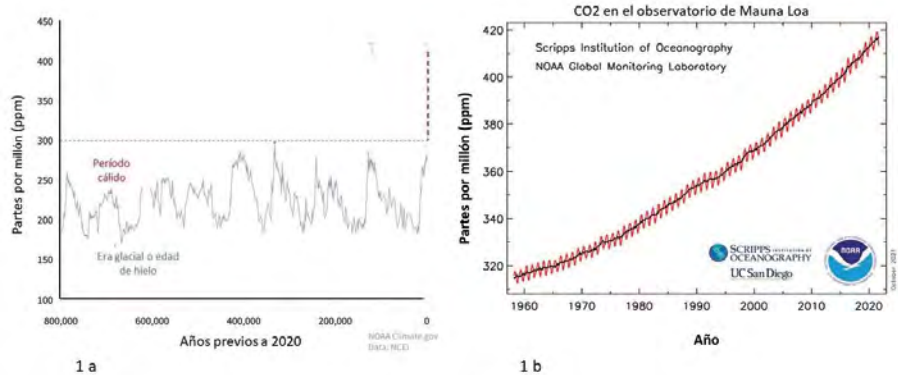 450
400
350
300
250
200
150
100
Partes por millón (ppm)
Período
cálido
Era glacial o edad
de hielo
800,000
600,000
400,000
200,000
0
Años previos a 2020
NOAA Climate.gov
Data: NCEI
1 a
CO2 en el observatorio de Mauna Loa
Scripps Institution of Oceanography
NOAA Global Monitoring Laboratory
420
400
380
360
340
320
Partes por millón (ppm)
SCRIPPS INSTITUTION OF
OCEANOGRAPHY
UC San Diego
NOAA
October 2021
1960
1970
1980
1990
2000
2010
2020
Año
1 b